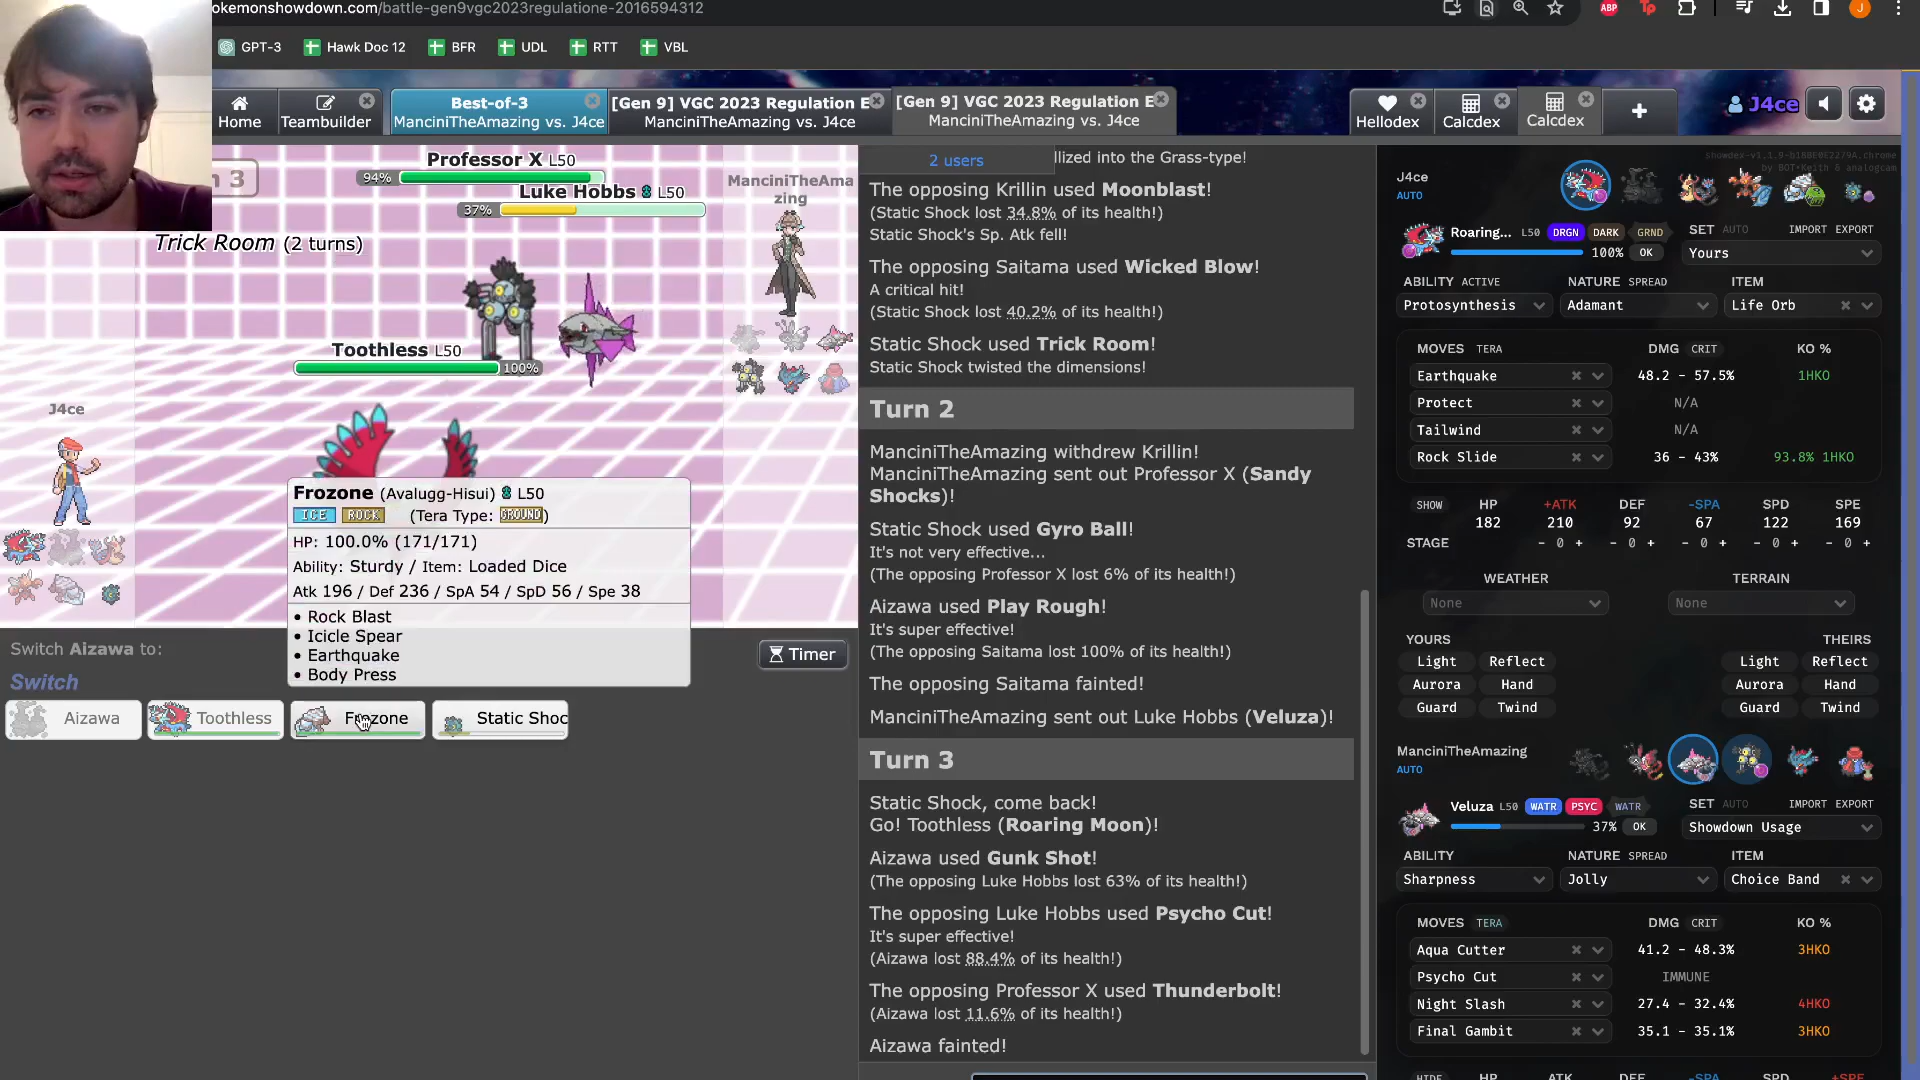 okemonshowdown.com/battle-gen9vgc2023regulatione-2016594312
GPT-3
Hawk Doc 12
BFR
UDL
RTT
VBL
ABP
Tp
J
Home
Teambuilder
Best-of-3
ManciniTheAmazing vs. J4ce
[Gen 9] VGC 2023 Regulation E
ManciniTheAmazing vs. J4ce
[Gen 9] VGC 2023 Regulation E
ManciniTheAmazing vs. J4ce
Hellodex
Calcdex
Calcdex
J4ce
n 3
Professor X L50
94%
Luke Hobbs L50
37%
ManciniTheAma
zing
Trick Room (2 turns)
Toothless L50
100%
J4ce
Frozone (Avalugg-Hisui) L50
ICE ROCK (Tera Type: GROUND)
HP: 100.0% (171/171)
Ability: Sturdy / Item: Loaded Dice
Atk 196 / Def 236 / SpA 54 / SpD 56 / Spe 38
• Rock Blast
• Icicle Spear
• Earthquake
• Body Press
Switch Aizawa to:
Timer
Switch
Aizawa
Toothless
Frozone
Static Shoc
2 users
llized into the Grass-type!
The opposing Krillin used Moonblast!
(Static Shock lost 34.8% of its health!)
Static Shock's Sp. Atk fell!
The opposing Saitama used Wicked Blow!
A critical hit!
(Static Shock lost 40.2% of its health!)
Static Shock used Trick Room!
Static Shock twisted the dimensions!
Turn 2
ManciniTheAmazing withdrew Krillin!
ManciniTheAmazing sent out Professor X (Sandy
Shocks)!
Static Shock used Gyro Ball!
It's not very effective...
(The opposing Professor X lost 6% of its health!)
Aizawa used Play Rough!
It's super effective!
(The opposing Saitama lost 100% of its health!)
The opposing Saitama fainted!
ManciniTheAmazing sent out Luke Hobbs (Veluza)!
Turn 3
Static Shock, come back!
Go! Toothless (Roaring Moon)!
Aizawa used Gunk Shot!
(The opposing Luke Hobbs lost 63% of its health!)
The opposing Luke Hobbs used Psycho Cut!
It's super effective!
(Aizawa lost 88.4% of its health!)
The opposing Professor X used Thunderbolt!
(Aizawa lost 11.6% of its health!)
Aizawa fainted!
J4ce
AUTO
Roaring... L50 DRGN DARK GRND
100% OK
SET AUTO IMPORT EXPORT
Yours
ABILITY ACTIVE NATURE SPREAD ITEM
Protosynthesis Adamant Life Orb
MOVES TERA DMG CRIT KO %
Earthquake 48.2 - 57.5% 1HKO
Protect N/A
Tailwind N/A
Rock Slide 36 - 43% 93.8% 1HKO
SHOW HP +ATK DEF -SPA SPD SPE
182 210 92 67 122 169
STAGE - 0 + - 0 + - 0 + - 0 + - 0 +
WEATHER TERRAIN
None None
YOURS THEIRS
Light Reflect Light Reflect
Aurora Hand Aurora Hand
Guard Twind Guard Twind
ManciniTheAmazing
AUTO
Veluza L50 WATR PSYC WATR
37% OK
SET AUTO IMPORT EXPORT
Showdown Usage
ABILITY NATURE SPREAD ITEM
Sharpness Jolly Choice Band
MOVES TERA DMG CRIT KO %
Aqua Cutter 41.2 - 48.3% 3HKO
Psycho Cut IMMUNE
Night Slash 27.4 - 32.4% 4HKO
Final Gambit 35.1 - 35.1% 3HKO
HIDE HP ATK DEF -SPA SPD +SPE